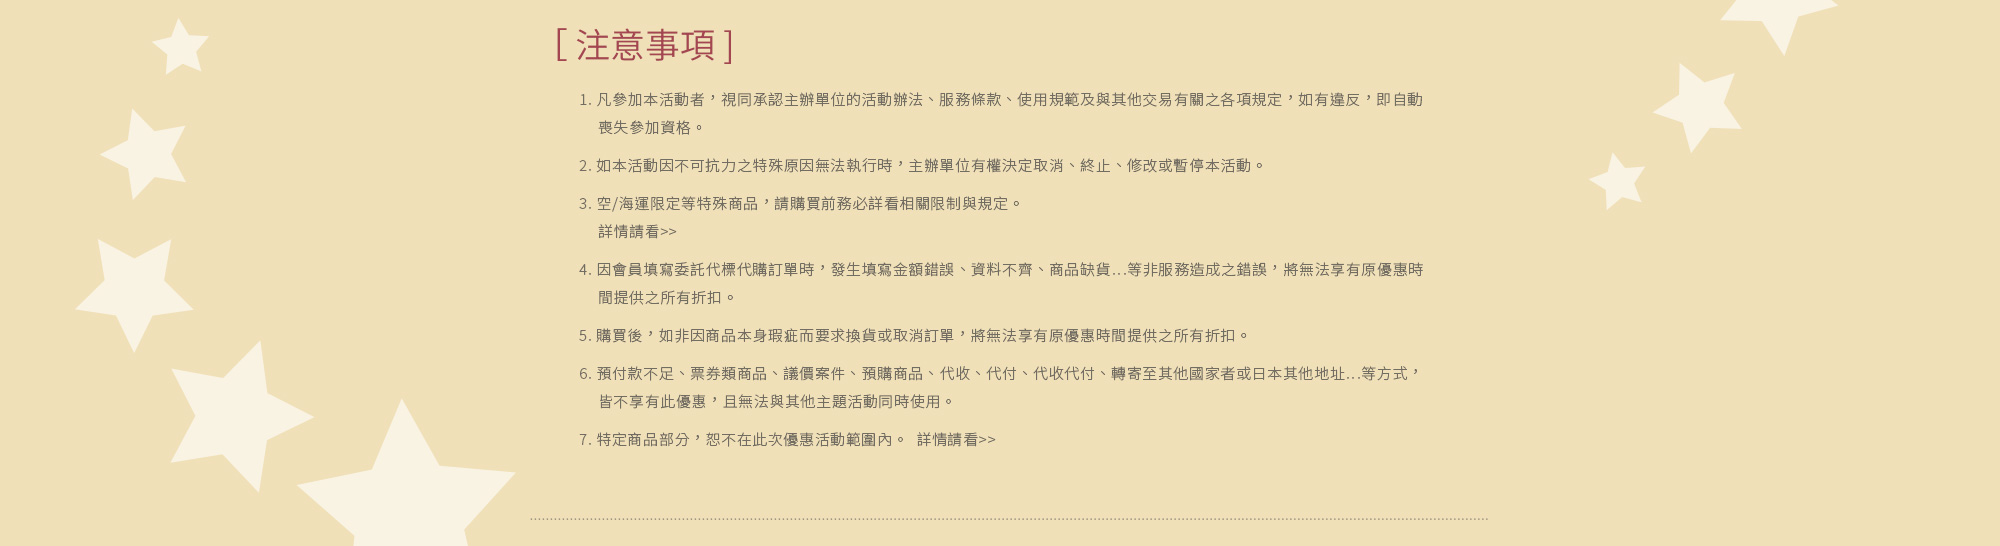 [ 注意事項 ]
1. 凡參加本活動者，視同承認主辦單位的活動辦法、服務條款、使用規範及與其他交易有關之各項規定，如有違反，即自動
喪失參加資格。
2. 如本活動因不可抗力之特殊原因無法執行時，主辦單位有權決定取消、終止、修改或暫停本活動。
3. 空/海運限定等特殊商品，請購買前務必詳看相關限制與規定。
詳情請看>>
4. 因會員填寫委託代標代購訂單時，發生填寫金額錯誤、資料不齊、商品缺貨...等非服務造成之錯誤，將無法享有原優惠時
間提供之所有折扣。
5. 購買後，如非因商品本身瑕疵而要求換貨或取消訂單，將無法享有原優惠時間提供之所有折扣。
6. 預付款不足、票券類商品、議價案件、預購商品、代收、代付、代收代付、轉寄至其他國家者或日本其他地址...等方式，
皆不享有此優惠，且無法與其他主題活動同時使用。
7. 特定商品部分，恕不在此次優惠活動範圍內。 詳情請看>>